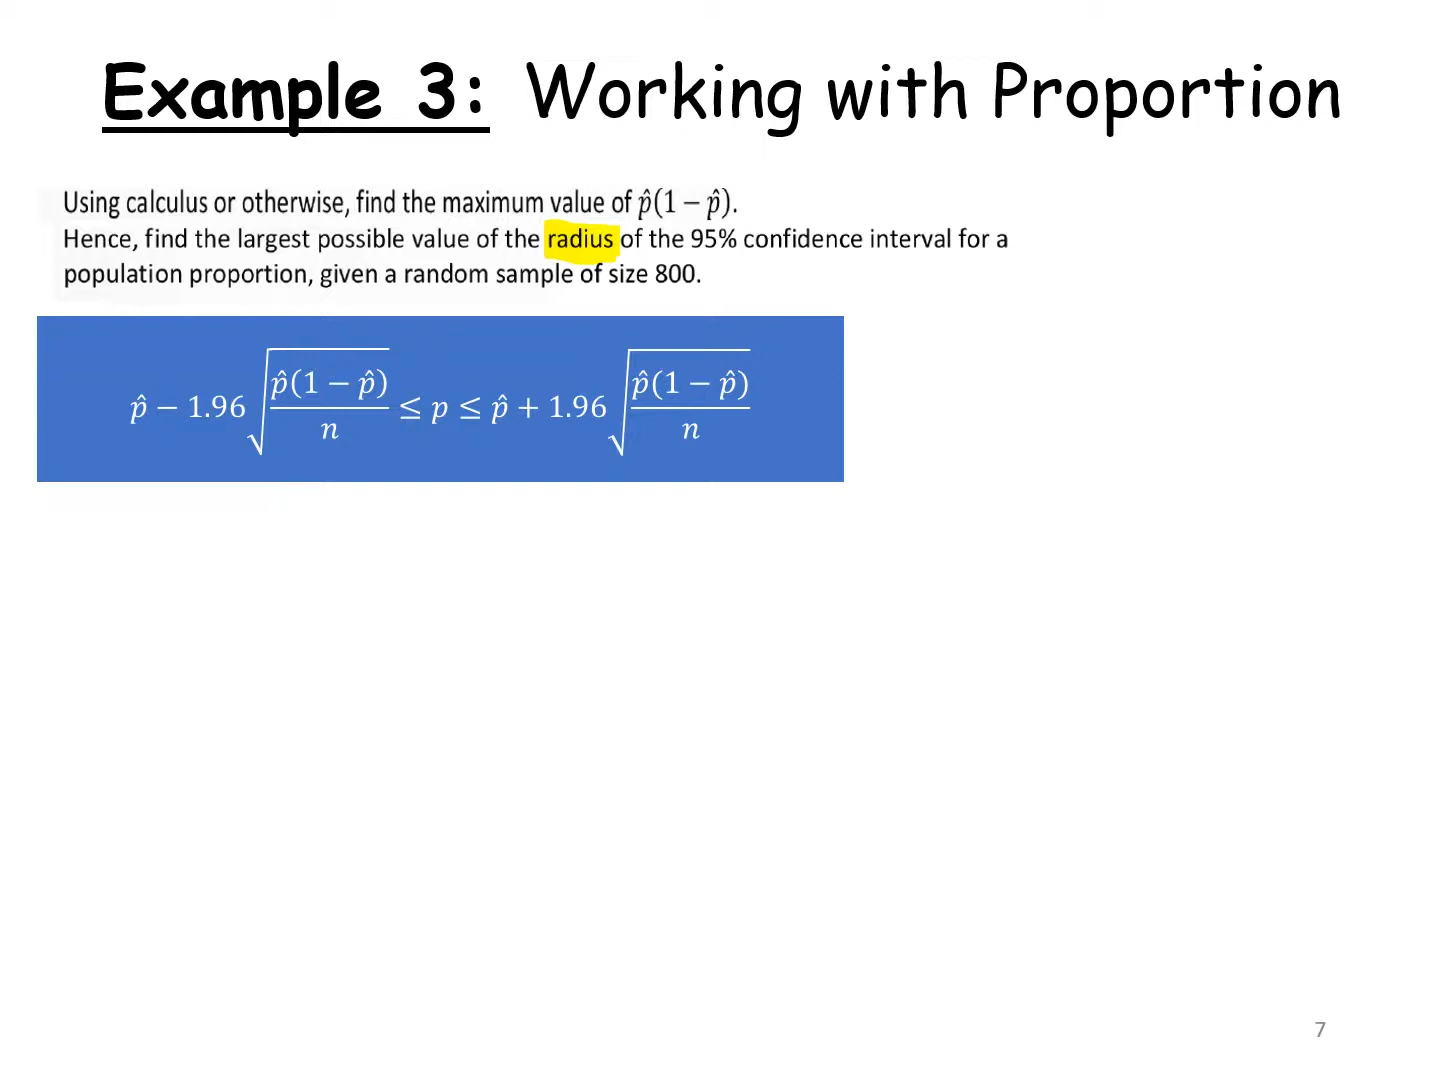 Example 3: Working with Proportion
Using calculus or otherwise, find the maximum value of p̂(1 − p̂).
Hence, find the largest possible value of the radius of the 95% confidence interval for a
population proportion, given a random sample of size 800.
p̂ − 1.96 √(p̂(1 − p̂)/n) ≤ p ≤ p̂ + 1.96 √(p̂(1 − p̂)/n)
7